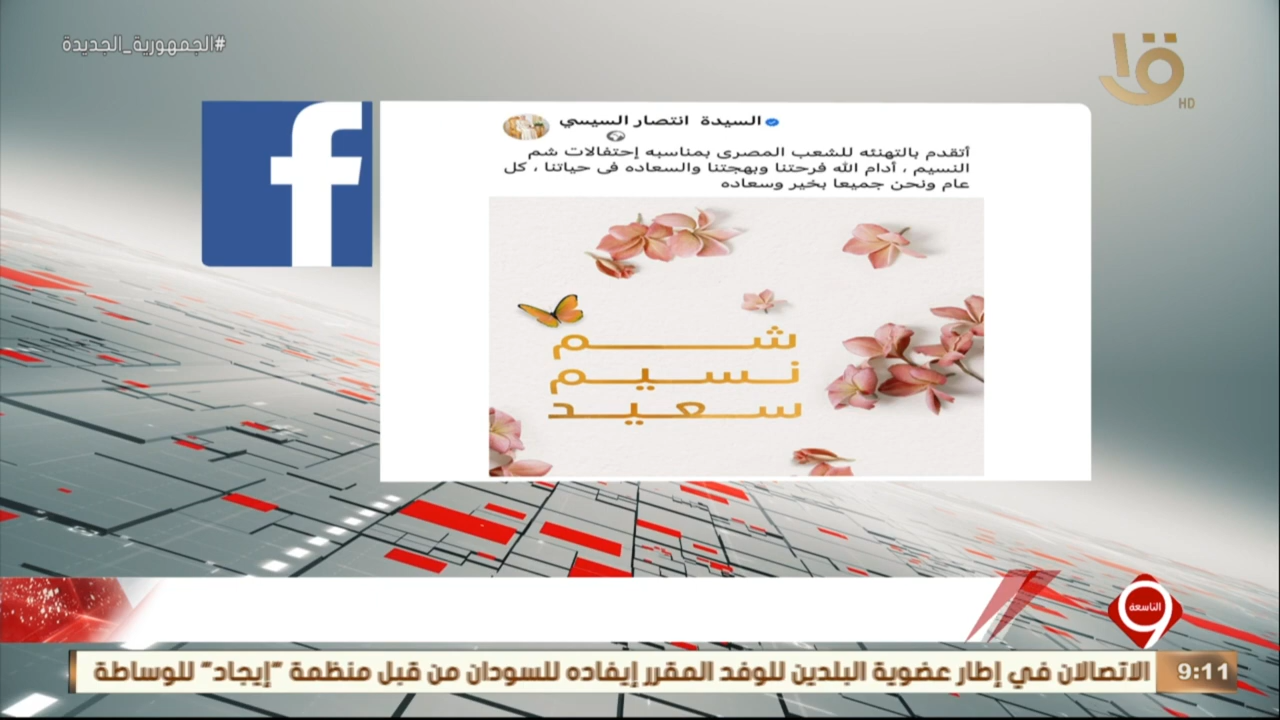 #الجمهورية_الجديدة
HD
السيدة انتصار السيسي
أتقدم بالتهنئه للشعب المصرى بمناسبه إحتفالات شم
النسيم ، أدام الله فرحتنا وبهجتنا والسعاده فى حياتنا ، كل
عام ونحن جميعا بخير وسعاده
شم
نسيم
سعيد
التاسعة
9
9:11
الاتصالان في إطار عضوية البلدين للوفد المقرر إيفاده للسودان من قبل منظمة "إيجاد" للوساطة